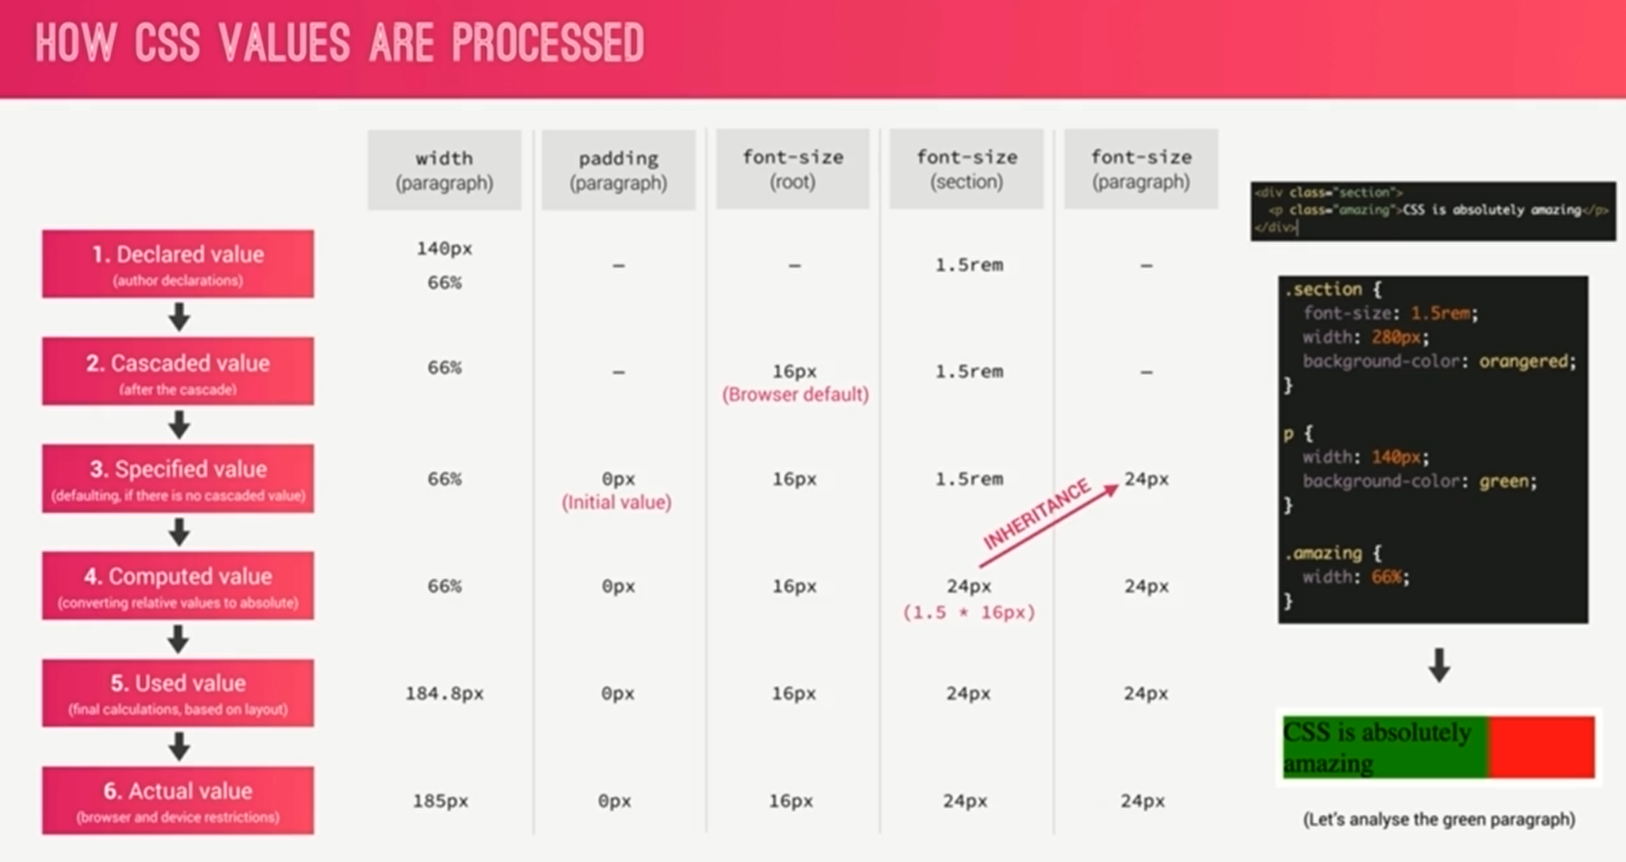 HOW CSS VALUES ARE PROCESSED
width
(paragraph)
padding
(paragraph)
font-size
(root)
font-size
(section)
font-size
(paragraph)
1. Declared value
(author declarations)
140px
66%
–
–
1.5rem
–
2. Cascaded value
(after the cascade)
66%
–
16px
(Browser default)
1.5rem
–
3. Specified value
(defaulting, if there is no cascaded value)
66%
0px
(Initial value)
16px
1.5rem
24px
INHERITANCE
4. Computed value
(converting relative values to absolute)
66%
0px
16px
24px
(1.5 * 16px)
24px
5. Used value
(final calculations, based on layout)
184.8px
0px
16px
24px
24px
6. Actual value
(browser and device restrictions)
185px
0px
16px
24px
24px
<div class="section">
<p class="amazing">CSS is absolutely amazing</p>
</div>
.section {
font-size: 1.5rem;
width: 280px;
background-color: orangered;
}
p {
width: 140px;
background-color: green;
}
.amazing {
width: 66%;
}
CSS is absolutely
amazing
(Let's analyse the green paragraph)